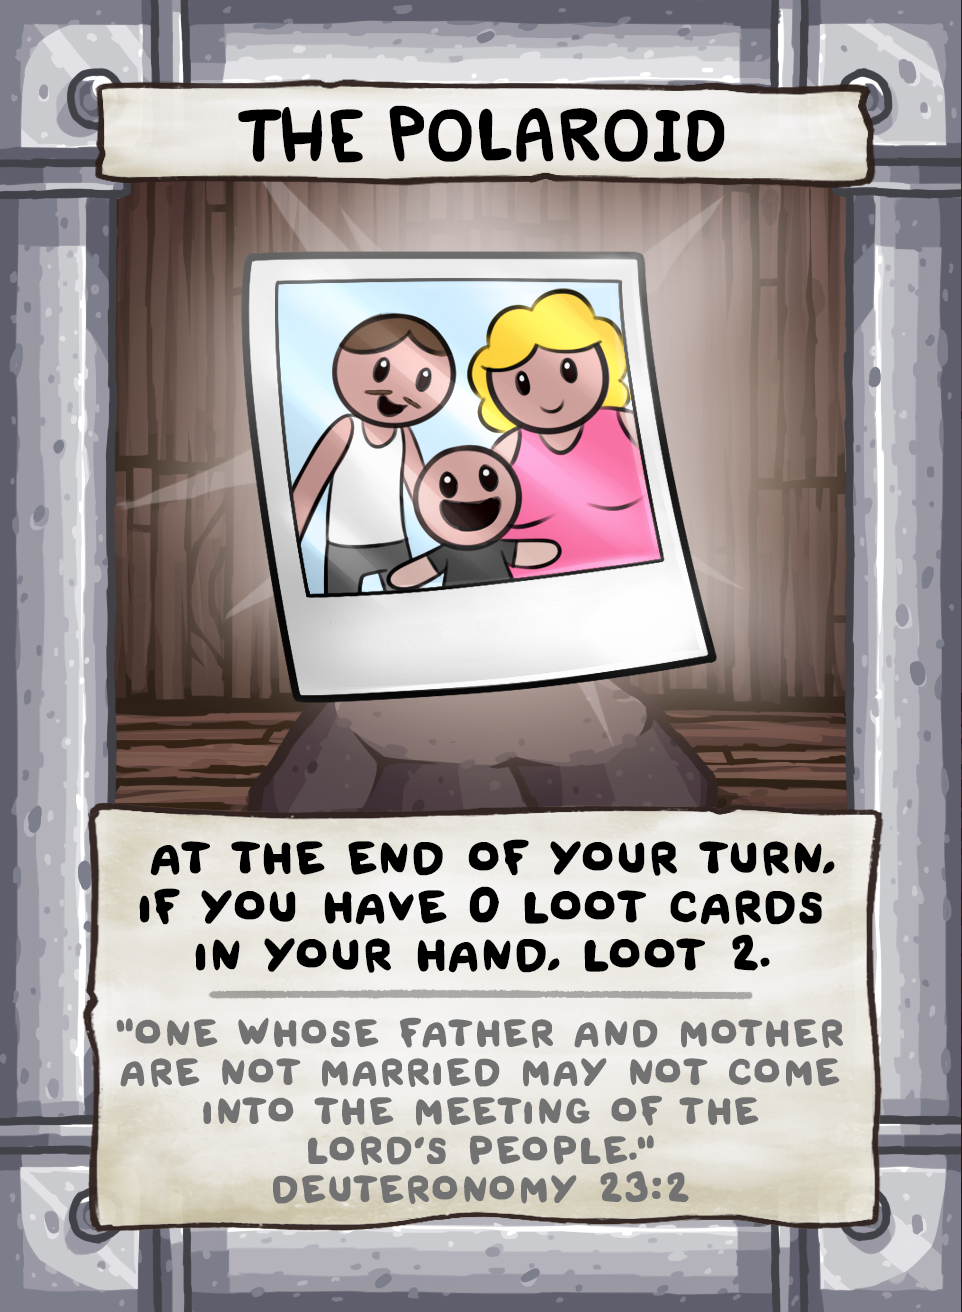 THE POLAROID
AT THE END OF YOUR TURN,
IF YOU HAVE 0 LOOT CARDS
IN YOUR HAND, LOOT 2.
"ONE WHOSE FATHER AND MOTHER
ARE NOT MARRIED MAY NOT COME
INTO THE MEETING OF THE
LORD'S PEOPLE."
DEUTERONOMY 23:2